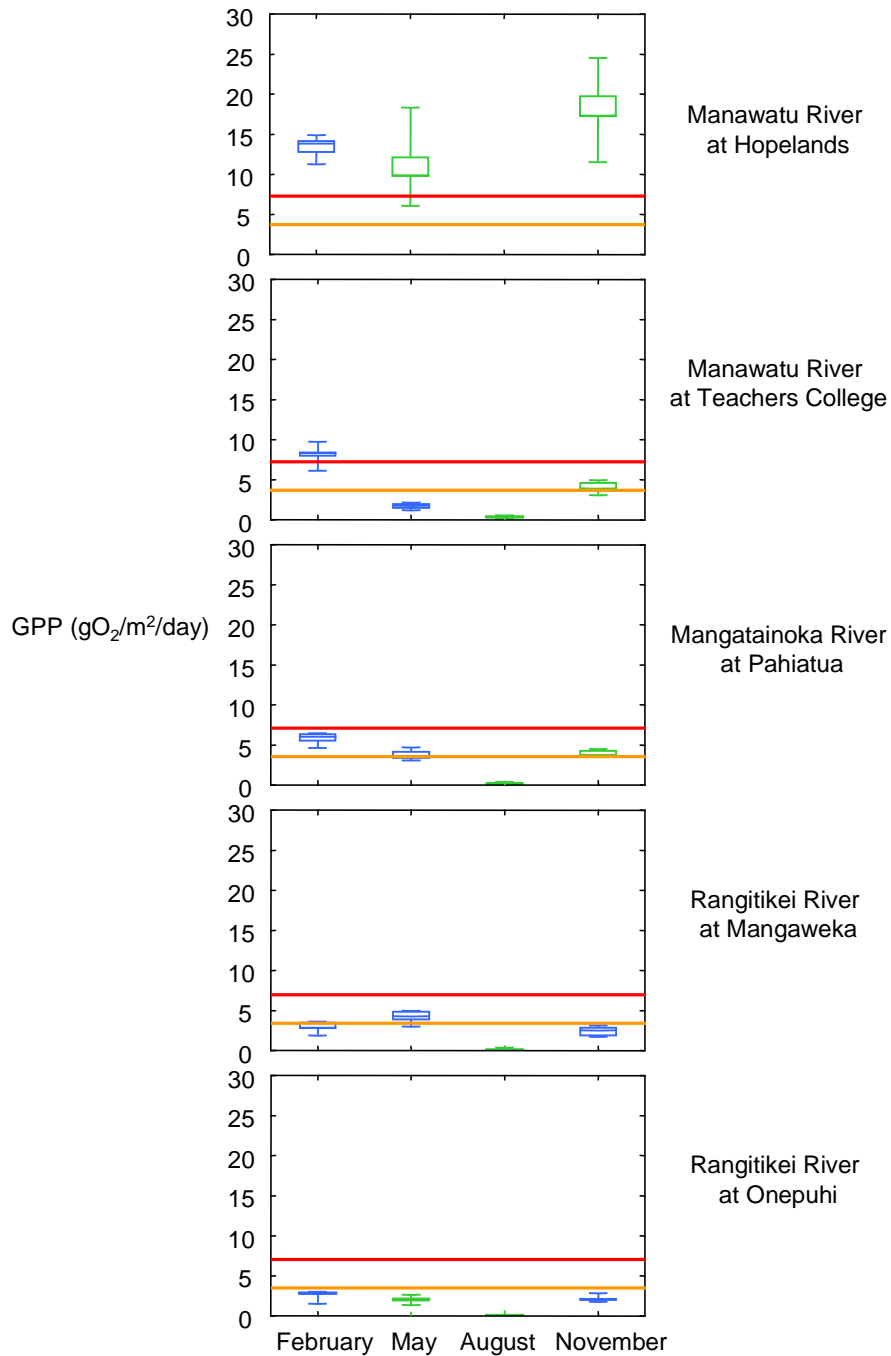 30
25
20
15
10
5
0
Manawatu River
at Hopelands
30
25
20
15
10
5
0
Manawatu River
at Teachers College
30
25
20
15
10
5
0
GPP (gO₂/m²/day)
Mangatainoka River
at Pahiatua
30
25
20
15
10
5
0
Rangitikei River
at Mangaweka
30
25
20
15
10
5
0
Rangitikei River
at Onepuhi
February May August November